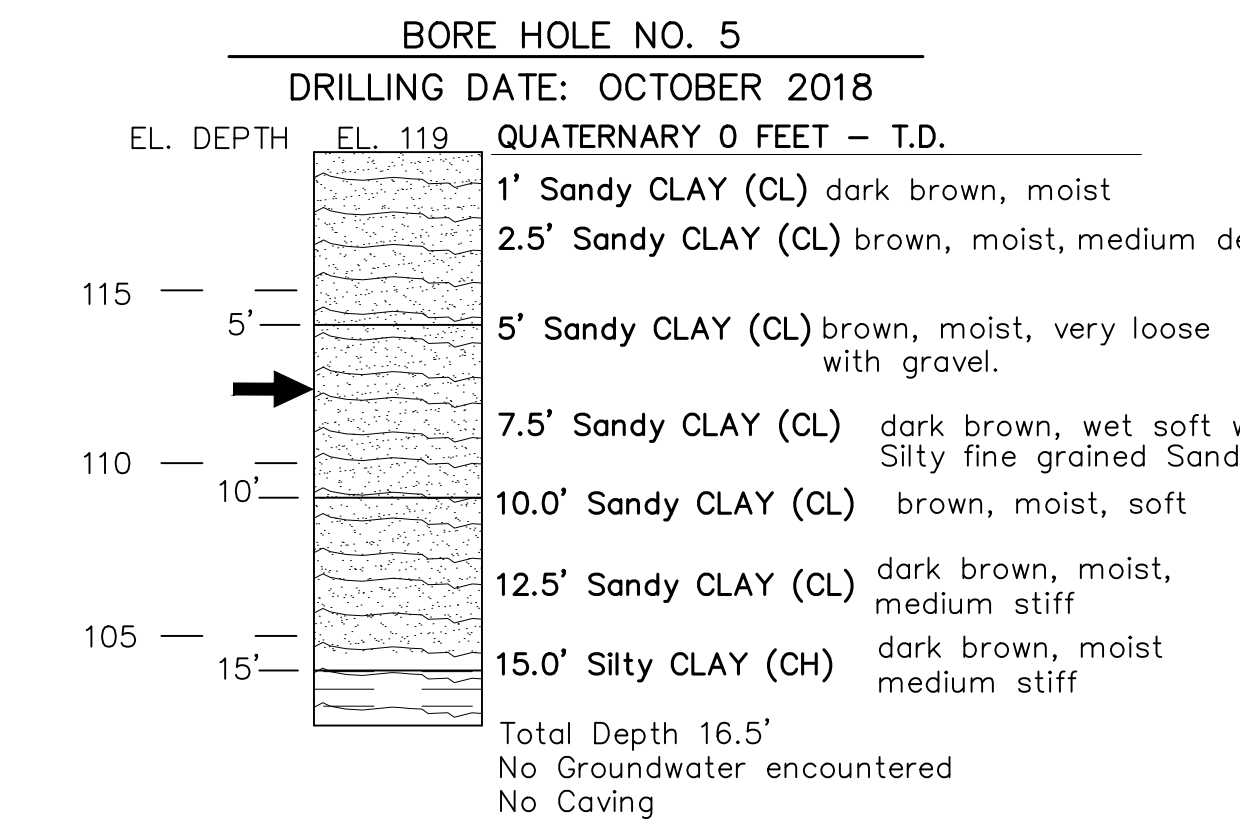 BORE HOLE NO. 5
DRILLING DATE: OCTOBER 2018
EL. DEPTH EL. 119 QUATERNARY 0 FEET – T.D.
1' Sandy CLAY (CL) dark brown, moist
2.5' Sandy CLAY (CL) brown, moist, medium
115
5' 5' Sandy CLAY (CL) brown, moist, very loose
with gravel.
7.5' Sandy CLAY (CL) dark brown, wet soft
110 Silty fine grained Sand
10' 10.0' Sandy CLAY (CL) brown, moist, soft
12.5' Sandy CLAY (CL) dark brown, moist,
medium stiff
105
15' 15.0' Silty CLAY (CH) dark brown, moist
medium stiff
Total Depth 16.5'
No Groundwater encountered
No Caving